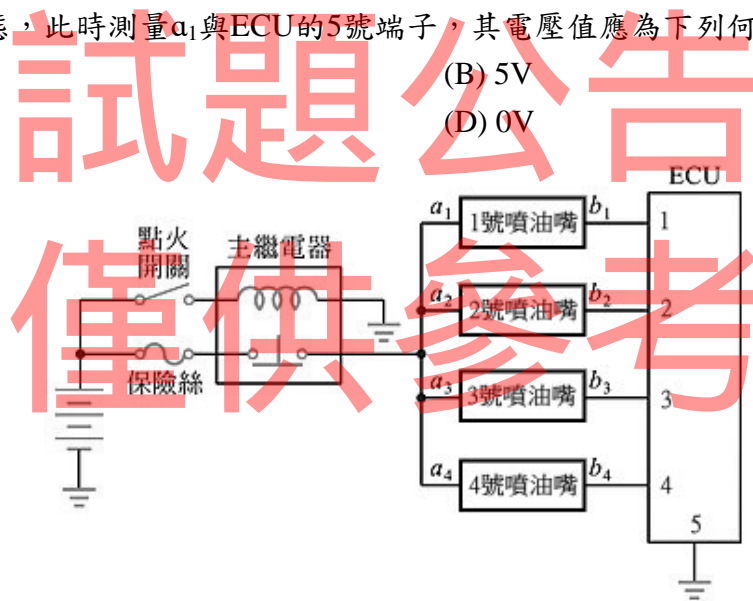 態，此時測量a₁與ECU的5號端子，其電壓值應為下列何
(B) 5V
(D) 0V
試題公告
僅供參考
ECU
點火
開關
主繼電器
保險絲
a₁ 1號噴油嘴 b₁ 1
a₂ 2號噴油嘴 b₂ 2
a₃ 3號噴油嘴 b₃ 3
a₄ 4號噴油嘴 b₄ 4
5